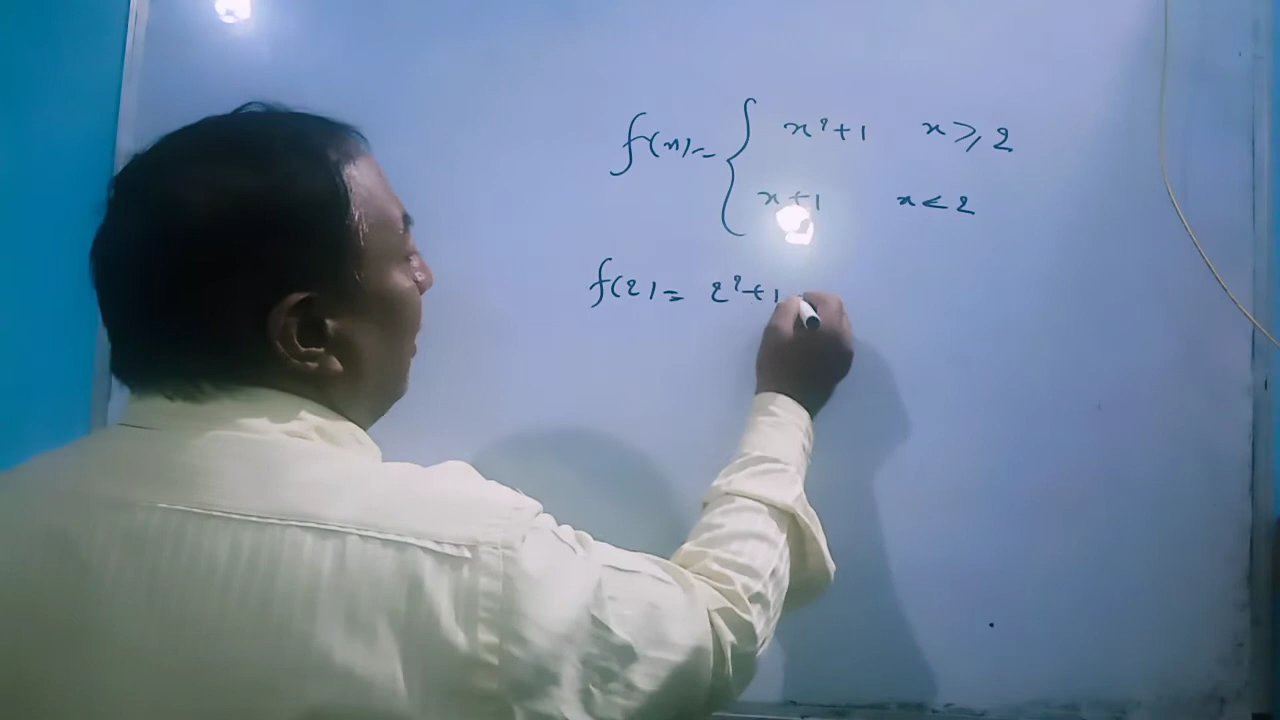 f(x)= { x²+1 x≥2
x+1 x<2
f(2)= 2²+1 =